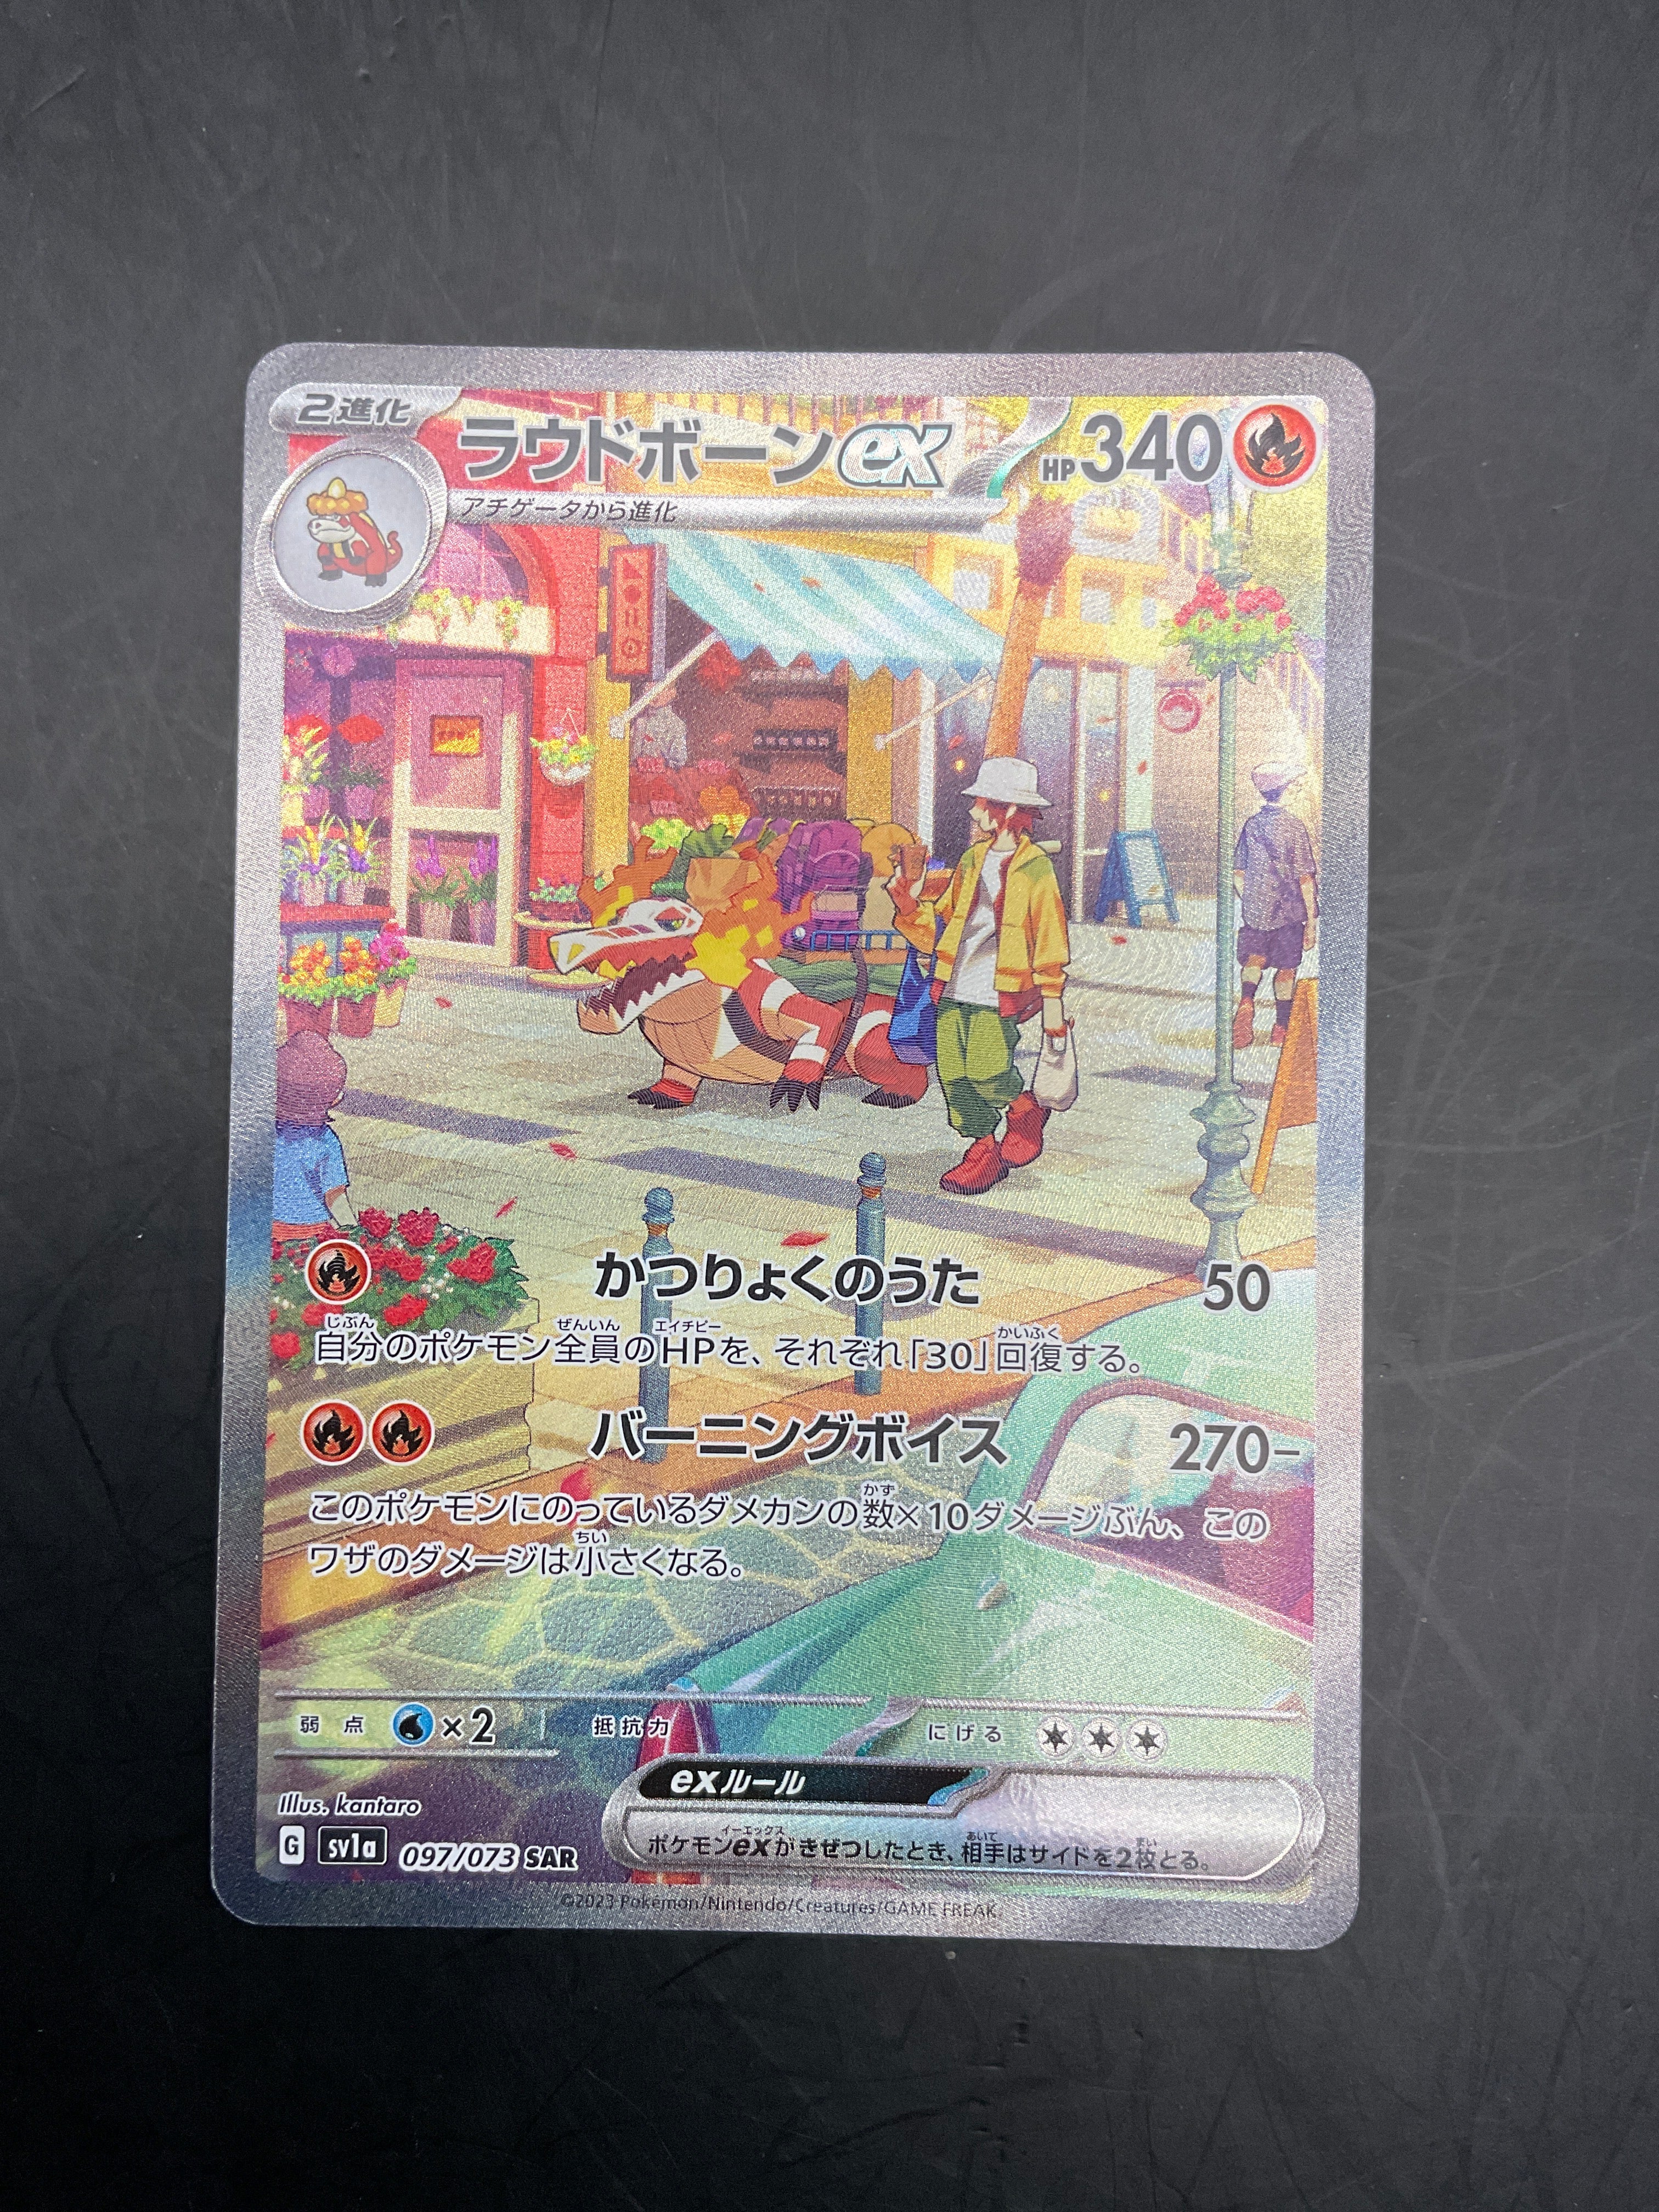 2進化
ラウドボーンex
HP340
アチゲータから進化
かつりょくのうた 50
自分のポケモン全員のHPを、それぞれ「30」回復する。
バーニングボイス 270−
このポケモンにのっているダメカンの数×10ダメージぶん、この
ワザのダメージは小さくなる。
弱点 ×2 抵抗力 にげる
exルール
ポケモンexがきぜつしたとき、相手はサイドを2枚とる。
Illus. kantaro
G sv1a 097/073 SAR
©2023 Pokémon/Nintendo/Creatures/GAME FREAK